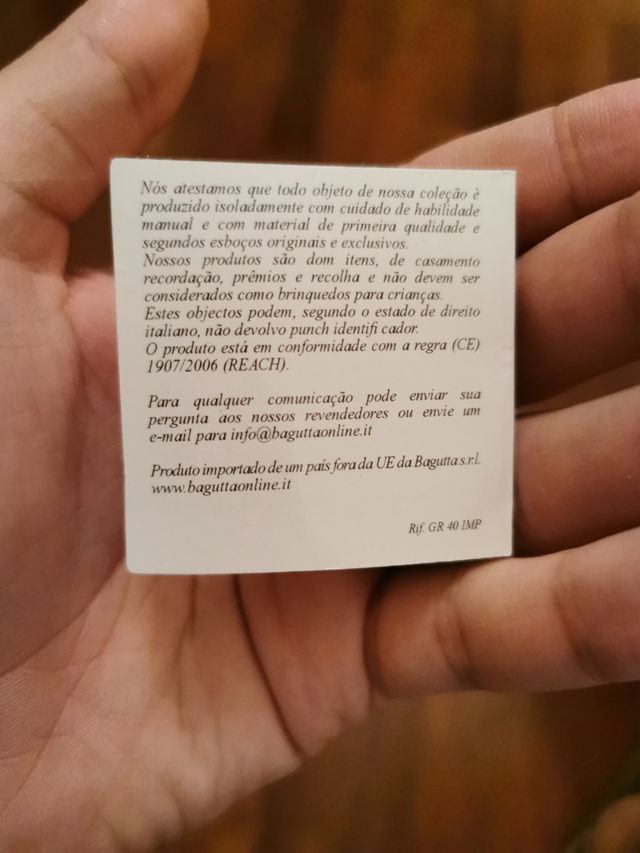 Nós atestamos que todo objeto de nossa coleção è
produzido isoladamente com cuidado de habilidade
manual e com material de primeira qualidade e
segundos esboços originais e exclusivos.
Nossos produtos são dom itens, de casamento
recordação, prêmios e recolha e não devem ser
considerados como brinquedos para crianças.
Estes objectos podem, segundo o estado de direito
italiano, não devolvo punch identifi cador.
O produto está em conformidade com a regra (CE)
1907/2006 (REACH).
Para qualquer comunicação pode enviar sua
pergunta aos nossos revendedores ou envie um
e-mail para info@baguttaonline.it
Produto importado de um país fora da UE da Bagutta s.r.l.
www.baguttaonline.it
Rif. GR 40 IMP